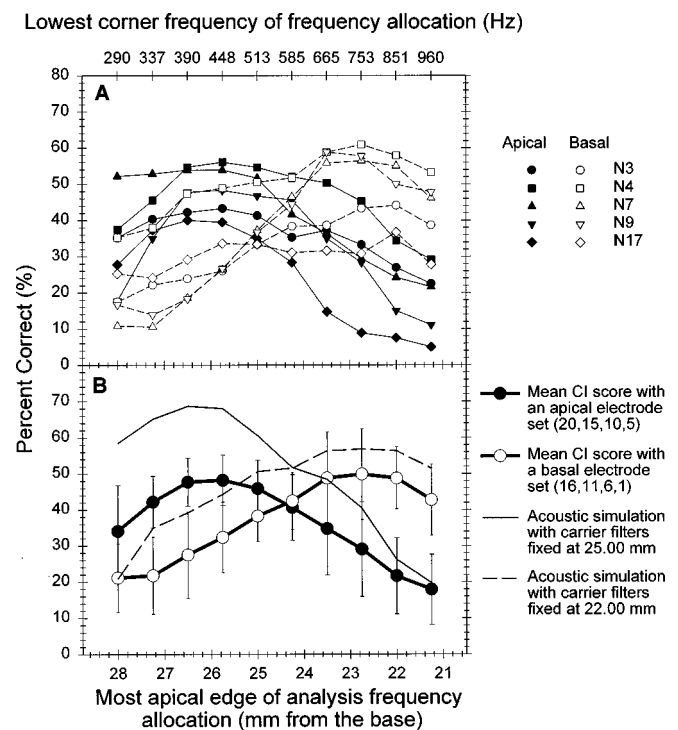 Lowest corner frequency of frequency allocation (Hz)
290 337 390 448 513 585 665 753 851 960
80
70
60
50
40
30
20
10
0
A
Apical Basal
N3
N4
N7
N9
N17
Percent Correct (%)
B
70
60
50
40
30
20
10
0
Mean CI score with
an apical electrode
set (20,15,10,5)
Mean CI score with
a basal electrode
set (16,11,6,1)
Acoustic simulation
with carrier filters
fixed at 25.00 mm
Acoustic simulation
with carrier filters
fixed at 22.00 mm
28 27 26 25 24 23 22 21
Most apical edge of analysis frequency
allocation (mm from the base)